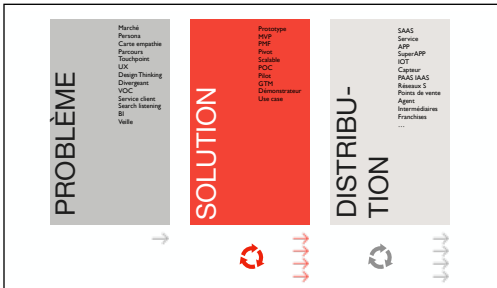 PROBLÈME
Marché
Persona
Carte empathie
Parcours
Touchpoint
UX
Design Thinking
Divergeant
VOC
Service client
Search listening
BI
Veille
SOLUTION
Prototype
MVP
PMF
Pivot
Scalable
POC
Pilot
GTM
Démonstrateur
Use case
DISTRIBU-
TION
SAAS
Service
APP
SuperAPP
IOT
Capteur
PAAS IAAS
Réseaux S
Points de vente
Agent
Intermédiaires
Franchises
…